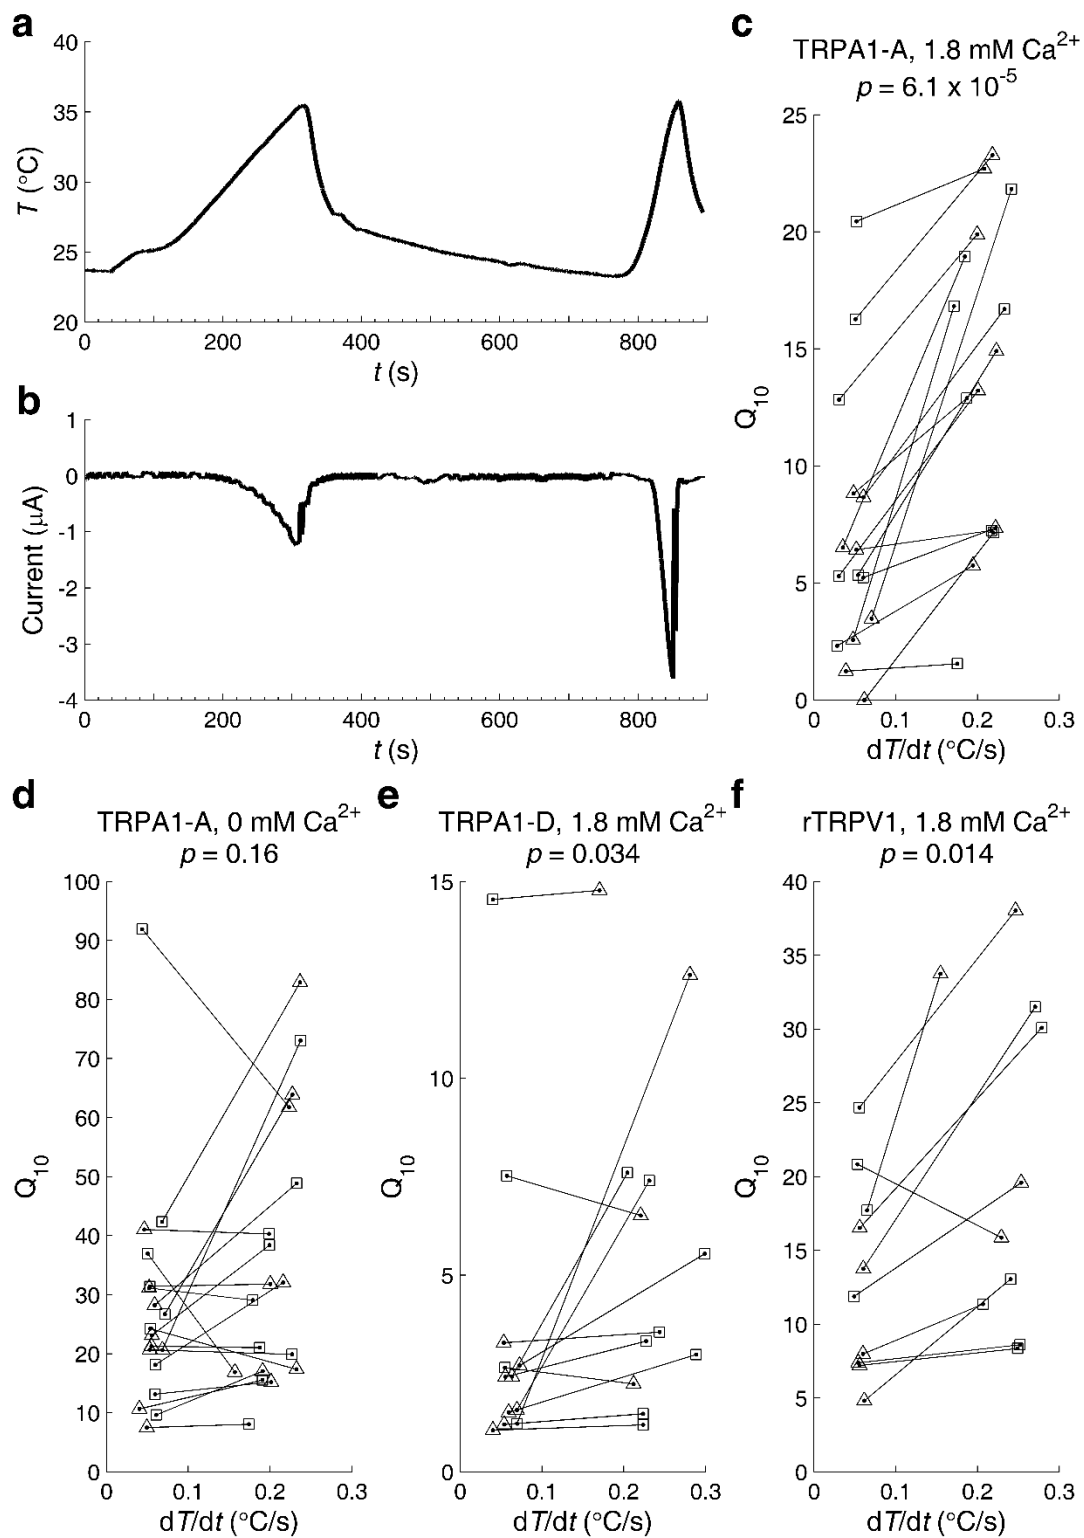 a
40
35
30
25
20
T (°C)
0
200
400
600
800
t (s)
b
1
0
-1
-2
-3
-4
Current (μA)
0
200
400
600
800
t (s)
c
TRPA1-A, 1.8 mM Ca²⁺
p = 6.1 x 10⁻⁵
25
20
15
10
5
0
Q₁₀
0
0.1
0.2
0.3
dT/dt (°C/s)
d
TRPA1-A, 0 mM Ca²⁺
p = 0.16
100
90
80
70
60
50
40
30
20
10
0
Q₁₀
0
0.1
0.2
0.3
dT/dt (°C/s)
e
TRPA1-D, 1.8 mM Ca²⁺
p = 0.034
15
10
5
0
Q₁₀
0
0.1
0.2
0.3
dT/dt (°C/s)
f
rTRPV1, 1.8 mM Ca²⁺
p = 0.014
40
35
30
25
20
15
10
5
0
Q₁₀
0
0.1
0.2
0.3
dT/dt (°C/s)